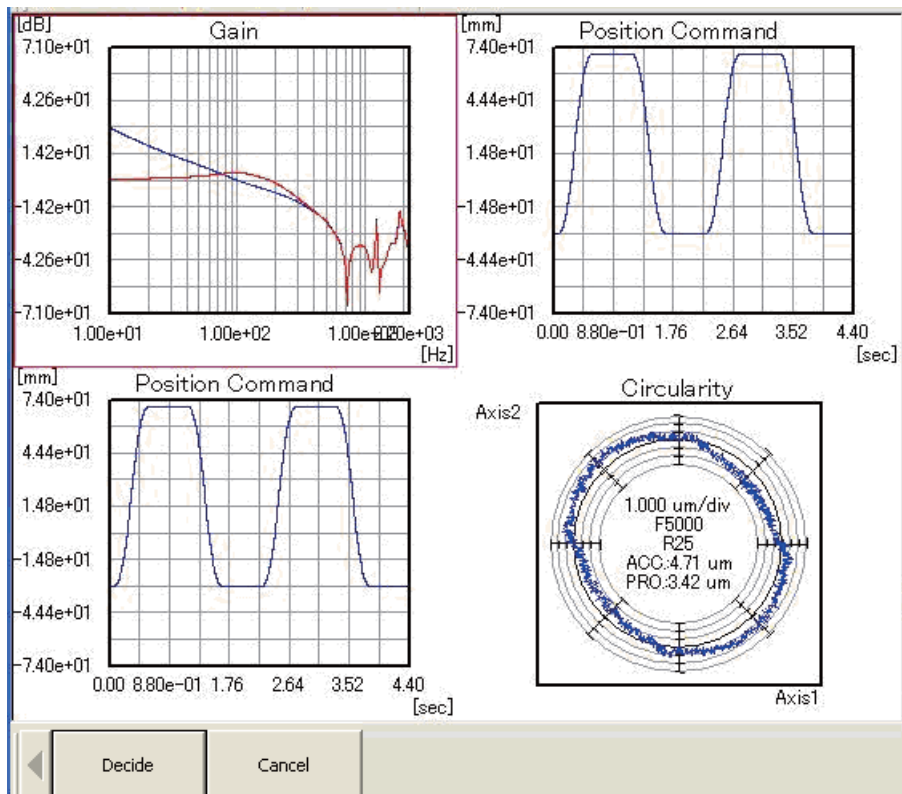 [dB]
Gain
7.10e+01
4.26e+01
1.42e+01
-1.42e+01
-4.26e+01
-7.10e+01
1.00e+01 1.00e+02
[Hz]
[mm]
Position Command
7.40e+01
4.44e+01
1.48e+01
-1.48e+01
-4.44e+01
-7.40e+01
0.00 8.80e-01 1.76 2.64 3.52 4.40
[sec]
[mm]
Position Command
7.40e+01
4.44e+01
1.48e+01
-1.48e+01
-4.44e+01
-7.40e+01
0.00 8.80e-01 1.76 2.64 3.52 4.40
[sec]
Circularity
Axis2
1.000 um/div
F5000
R25
ACC:4.71 um
PRO:3.42 um
Axis1
Decide Cancel